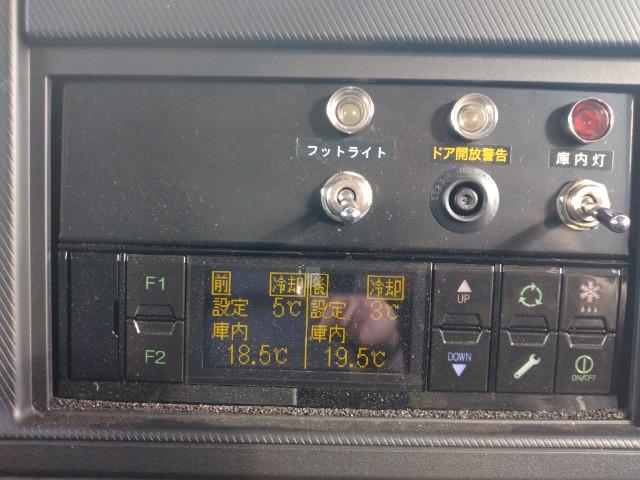 フットライト
ドア開放警告
庫内灯
F1
F2
前 冷却 後 冷却
設定 5℃ 設定 3℃
庫内 庫内
18.5℃ 19.5℃
UP
DOWN
ON/OFF